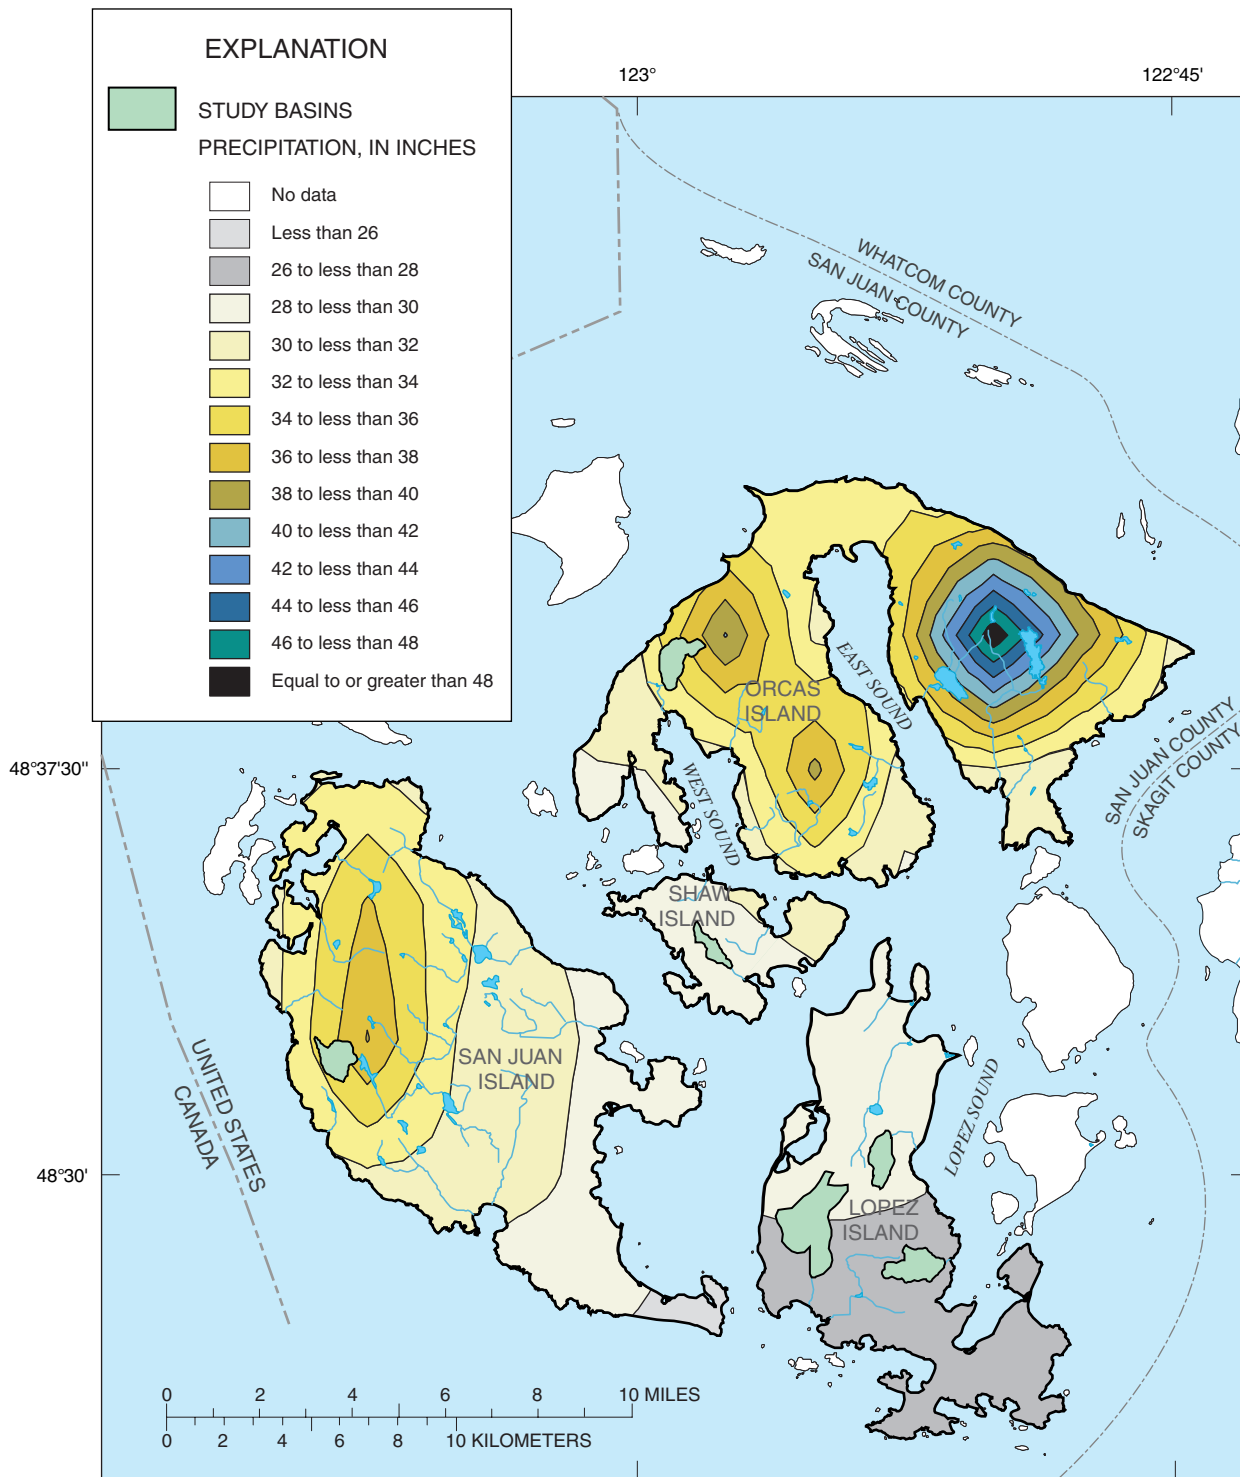 EXPLANATION
STUDY BASINS
PRECIPITATION, IN INCHES
No data
Less than 26
26 to less than 28
28 to less than 30
30 to less than 32
32 to less than 34
34 to less than 36
36 to less than 38
38 to less than 40
40 to less than 42
42 to less than 44
44 to less than 46
46 to less than 48
Equal to or greater than 48
123°
122°45'
WHATCOM COUNTY
SAN JUAN COUNTY
ORCAS
ISLAND
EAST SOUND
WEST SOUND
SAN JUAN COUNTY
SKAGIT COUNTY
48°37'30"
SHAW
ISLAND
SAN JUAN
ISLAND
UNITED STATES
CANADA
LOPEZ SOUND
48°30'
LOPEZ
ISLAND
0 2 4 6 8 10 MILES
0 2 4 6 8 10 KILOMETERS